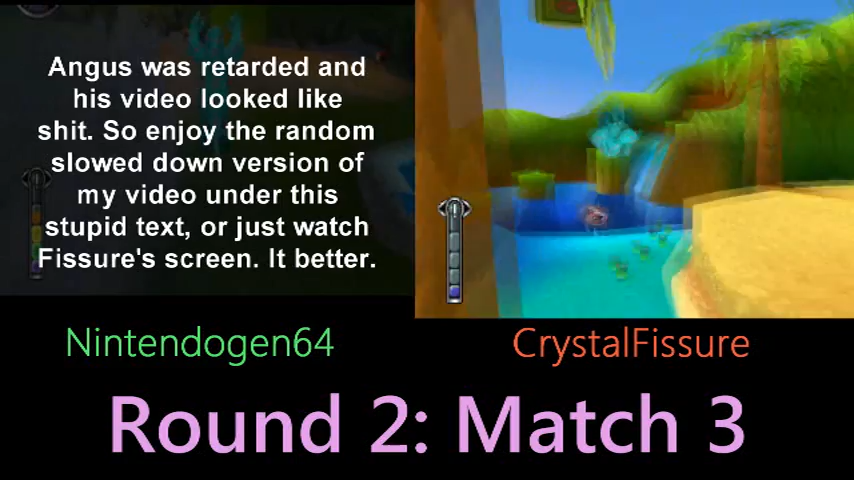 Angus was retarded and
his video looked like
shit. So enjoy the random
slowed down version of
my video under this
stupid text, or just watch
Fissure's screen. It better.
Nintendogen64
CrystalFissure
Round 2: Match 3